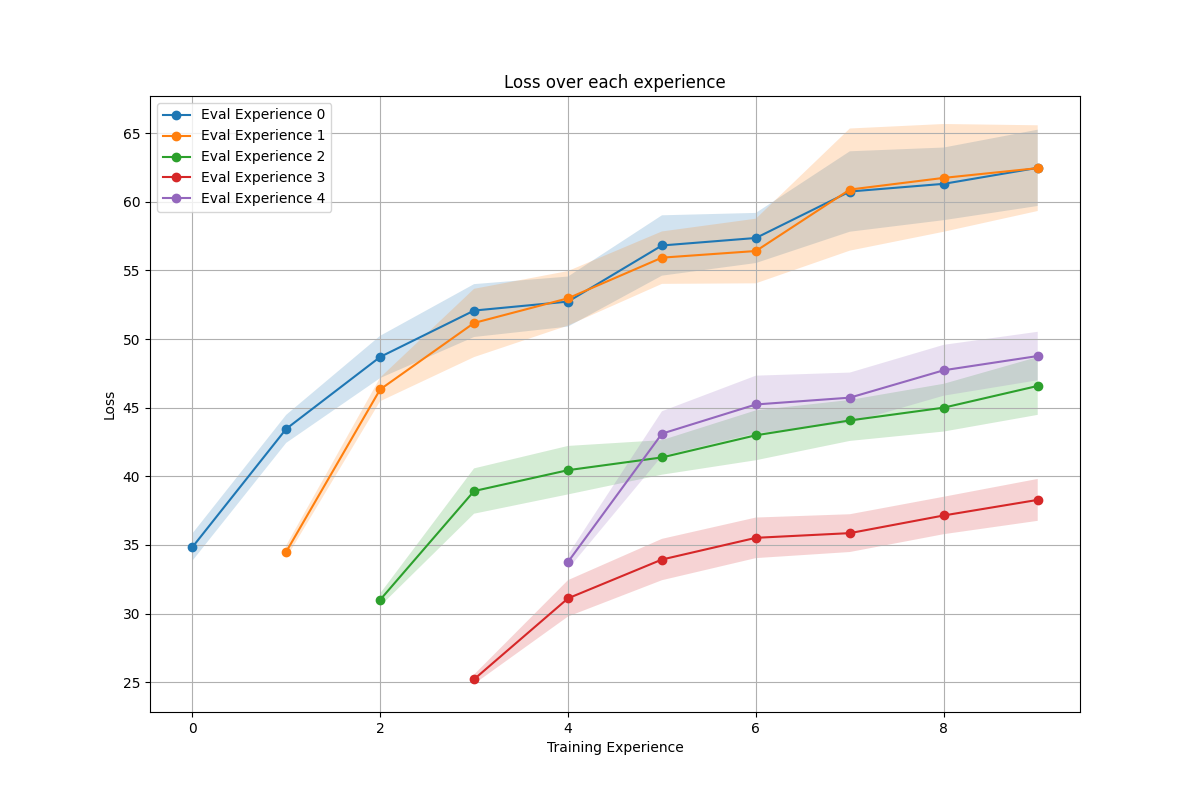 Loss over each experience
Eval Experience 0
Eval Experience 1
Eval Experience 2
Eval Experience 3
Eval Experience 4
65
60
55
50
45
40
35
30
25
Loss
0 2 4 6 8
Training Experience